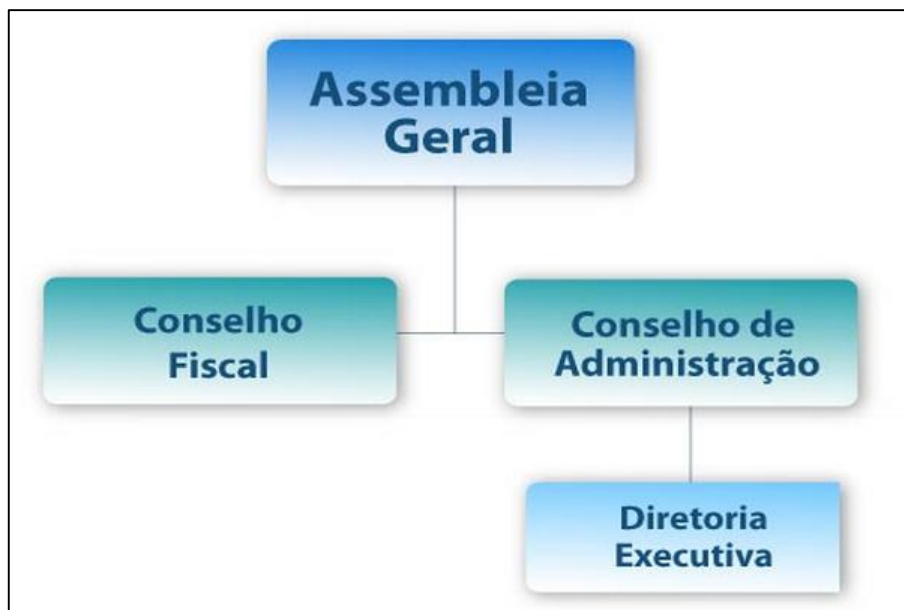 Assembleia
Geral
Conselho
Fiscal
Conselho de
Administração
Diretoria
Executiva